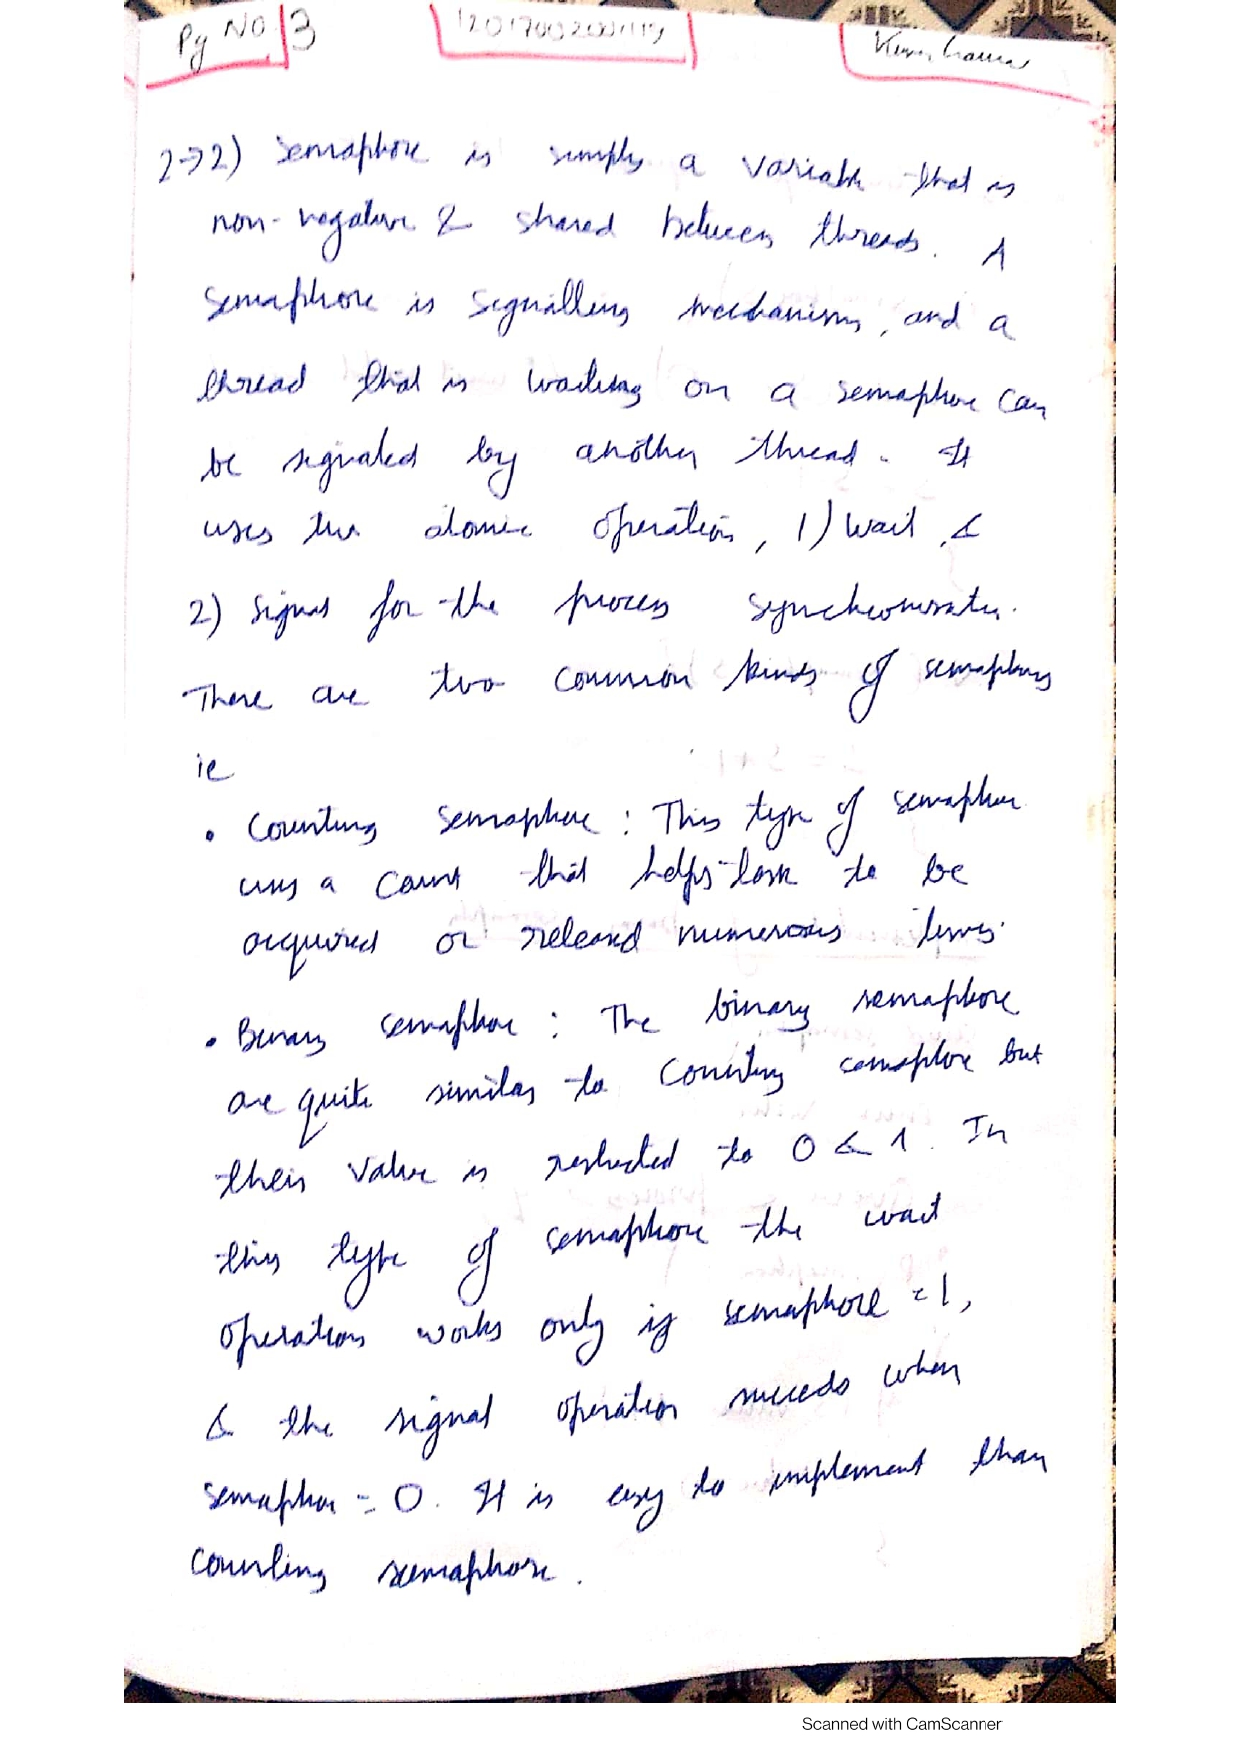 Pg NO 3
2→2) Semaphore is simply a variable that is
non-negative & shared between threads. A
semaphore is signalling mechanism, and a
thread that is waiting on a semaphore can
be signaled by another thread. It
uses two atomic operation, 1) wait, &
2) signal for the process synchronisation.
There are two common kinds of semaphores
ie
• Counting semaphore : This type of semaphore
uses a count that helps task to be
acquired or released numerous times.
• Binary semaphore : The binary semaphore
are quite similar to Counting semaphore but
their value is restricted to 0 & 1. In
this type of semaphore the wait
operation works only if semaphore = 1,
& the signal operation succeeds when
semaphore = 0. It is easy to implement than
counting semaphore.
Scanned with CamScanner